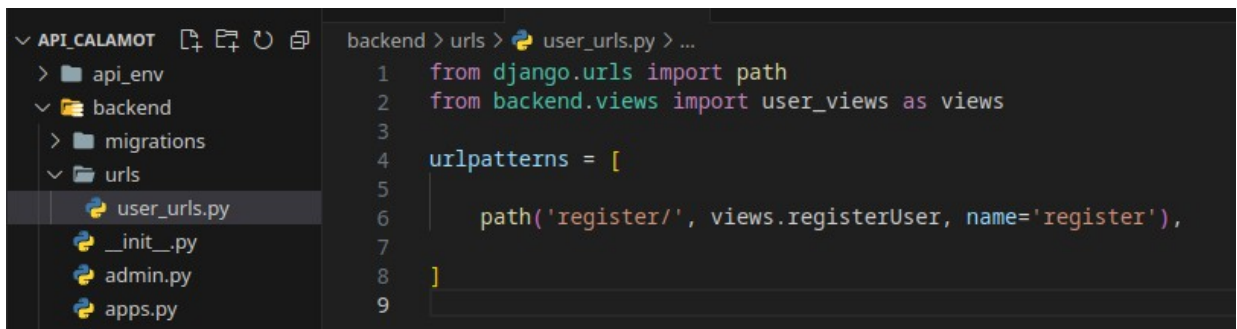 API_CALAMOT
api_env
backend
migrations
urls
user_urls.py
__init__.py
admin.py
apps.py
backend > urls > user_urls.py > ...
1 from django.urls import path
2 from backend.views import user_views as views
3
4 urlpatterns = [
5
6 path('register/', views.registerUser, name='register'),
7
8 ]
9